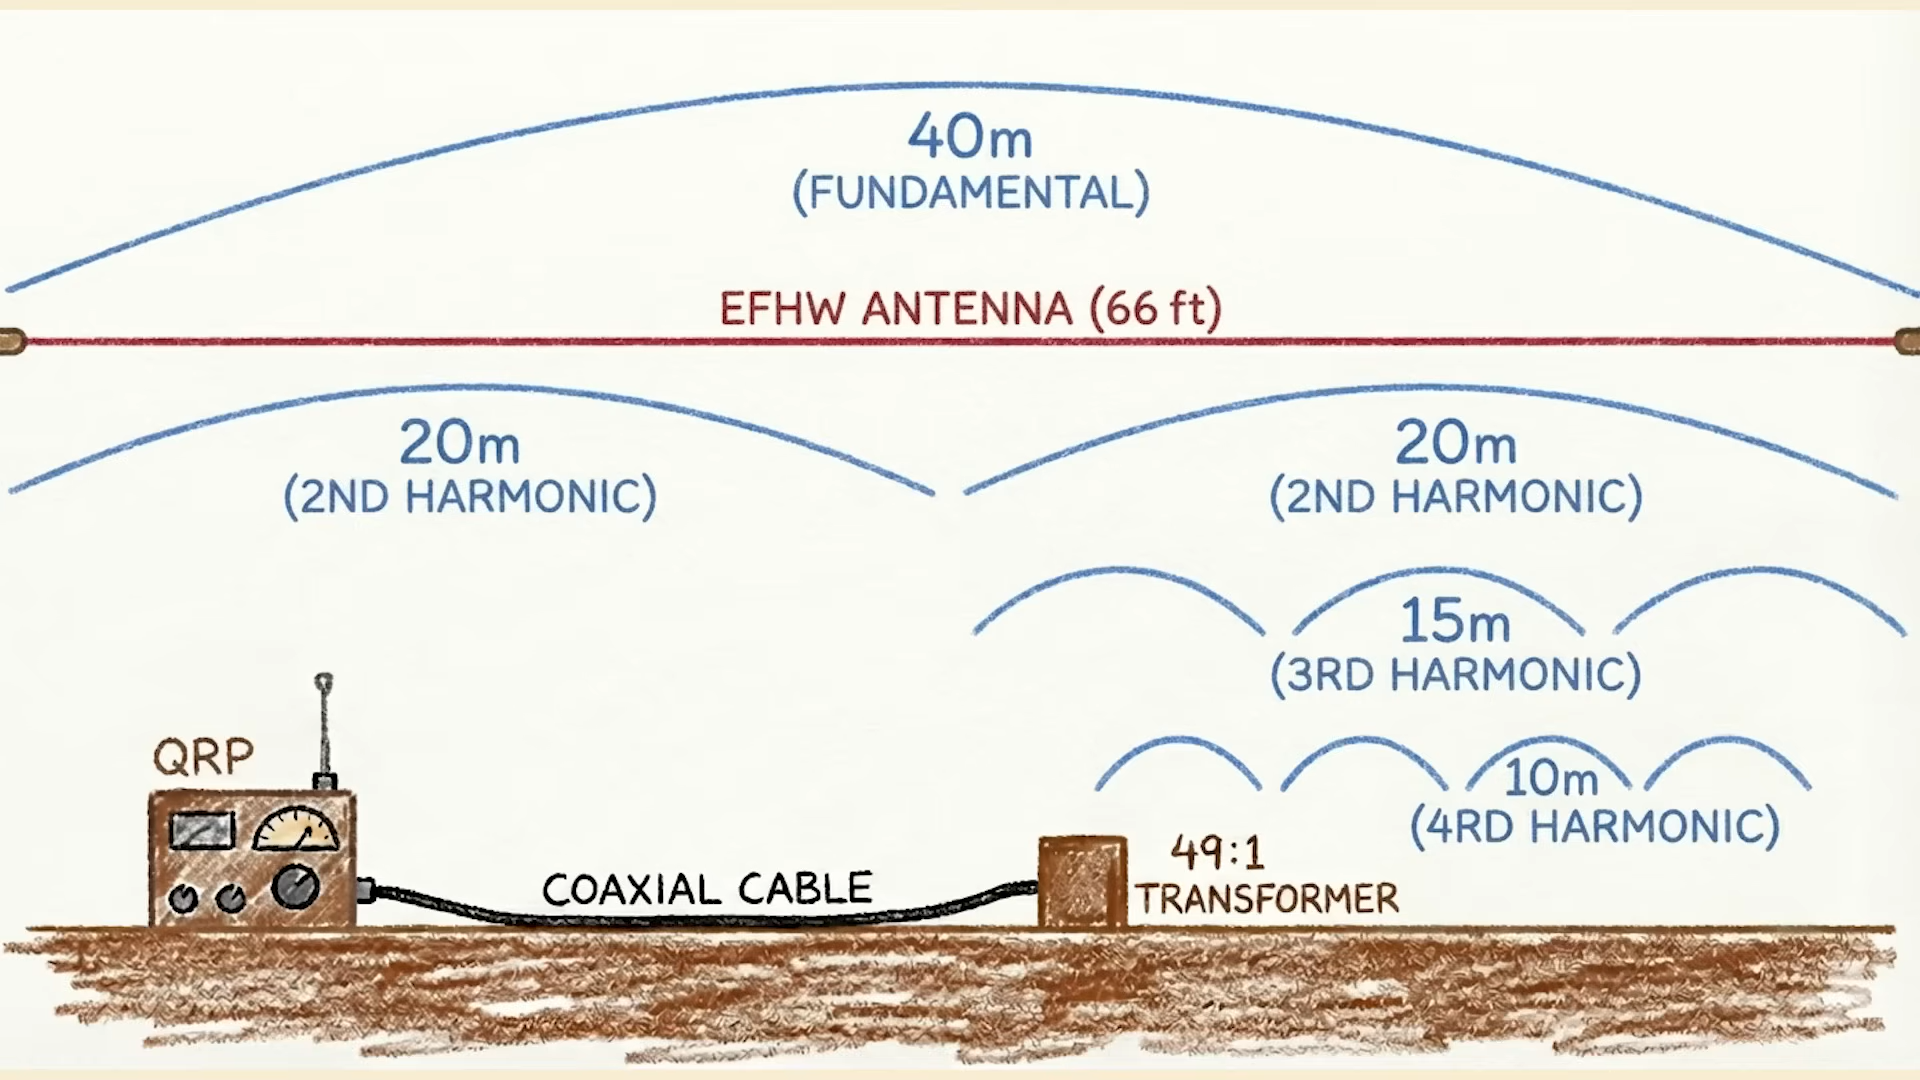 40m
(FUNDAMENTAL)
EFHW ANTENNA (66 ft)
20m
(2ND HARMONIC)
20m
(2ND HARMONIC)
15m
(3RD HARMONIC)
10m
(4RD HARMONIC)
QRP
COAXIAL CABLE
49:1
TRANSFORMER